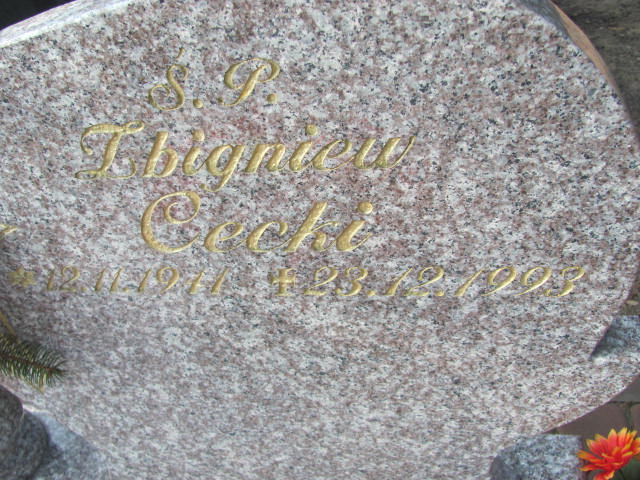 Ś.P.
Zbigniew
Cecki
* 12.11.1941 ✝ 23.12.1993